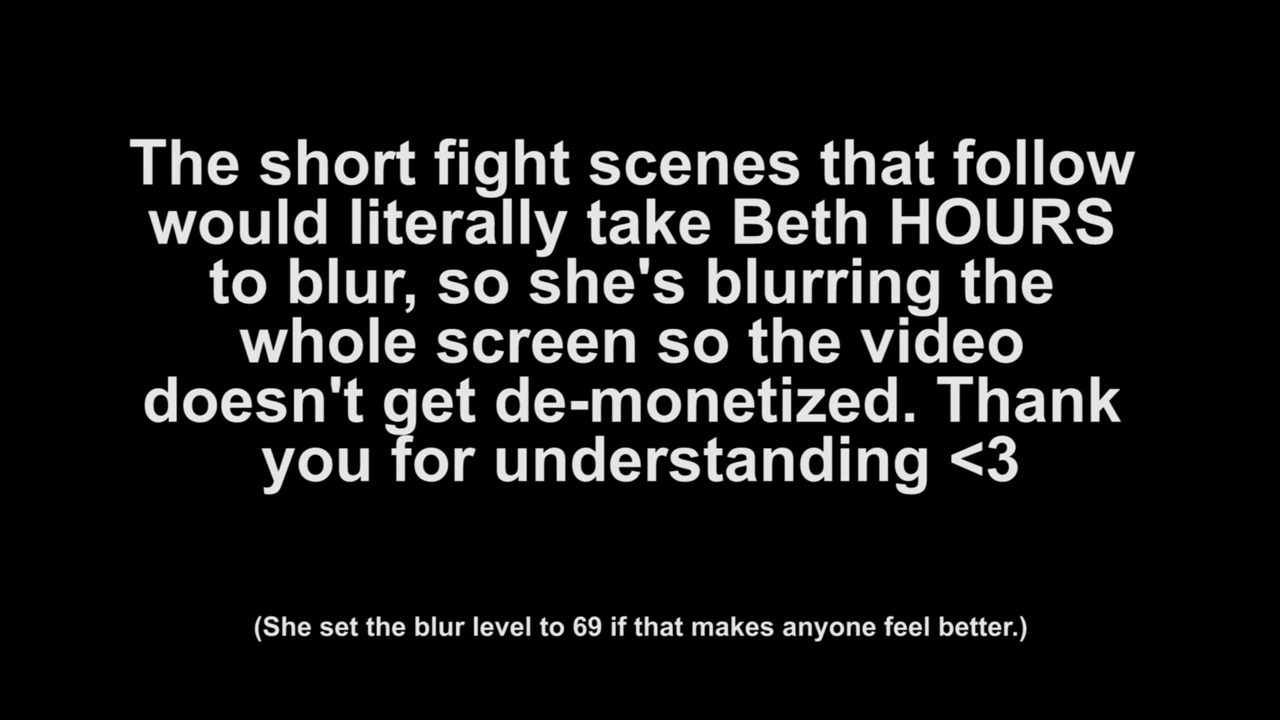 The short fight scenes that follow
would literally take Beth HOURS
to blur, so she's blurring the
whole screen so the video
doesn't get de-monetized. Thank
you for understanding <3
(She set the blur level to 69 if that makes anyone feel better.)